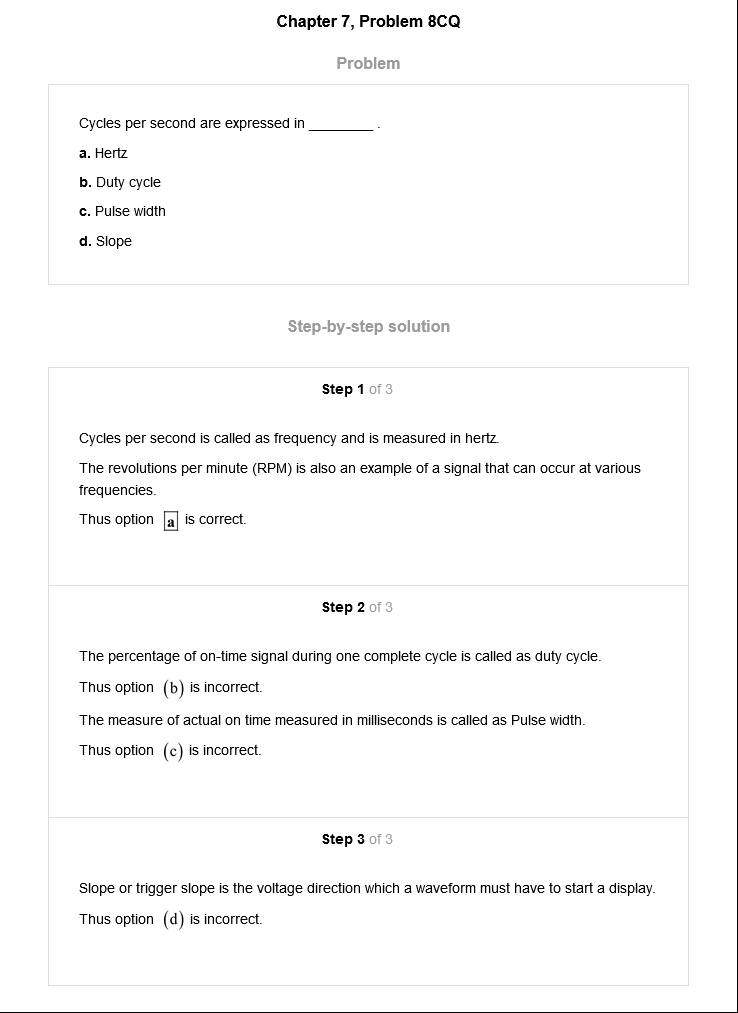 Chapter 7, Problem 8CQ
Problem
Cycles per second are expressed in ________ .
a. Hertz
b. Duty cycle
c. Pulse width
d. Slope
Step-by-step solution
Step 1 of 3
Cycles per second is called as frequency and is measured in hertz.
The revolutions per minute (RPM) is also an example of a signal that can occur at various
frequencies.
Thus option a is correct.
Step 2 of 3
The percentage of on-time signal during one complete cycle is called as duty cycle.
Thus option (b) is incorrect.
The measure of actual on time measured in milliseconds is called as Pulse width.
Thus option (c) is incorrect.
Step 3 of 3
Slope or trigger slope is the voltage direction which a waveform must have to start a display.
Thus option (d) is incorrect.